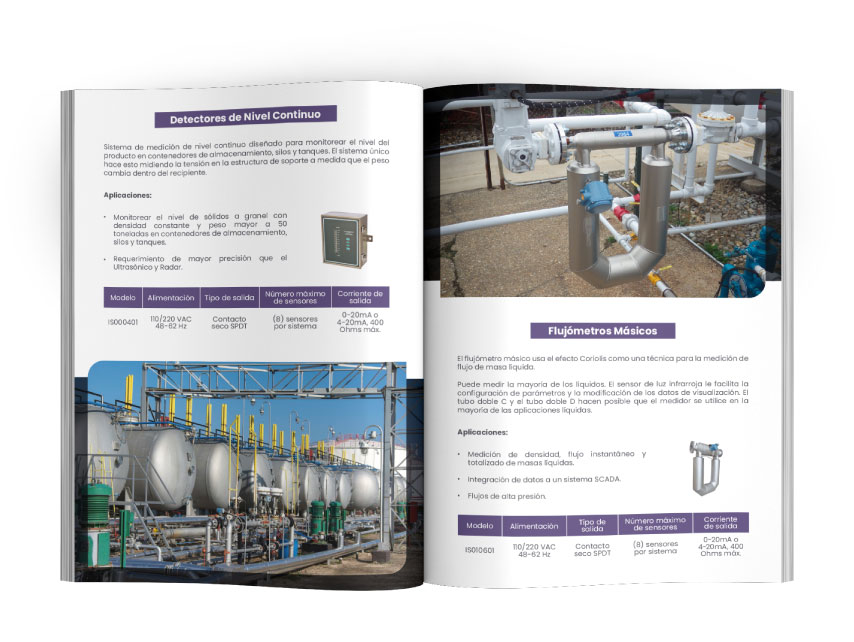 Detectores de Nivel Continuo
Sistema de medición de nivel continuo diseñado para monitorear el nivel del
producto en contenedores de almacenamiento, silos y tanques. El sistema único
hace esto midiendo la tensión en la estructura de soporte a medida que el peso
cambia dentro del recipiente.
Aplicaciones:
• Monitorear el nivel de sólidos a granel con
densidad constante y peso mayor a 50
toneladas en contenedores de almacenamiento,
silos y tanques.
• Requerimiento de mayor precisión que el
Ultrasónico y Radar.
Modelo Alimentación Tipo de salida Número máximo de sensores Corriente de salida
IS000401 110/220 VAC 48-62 Hz Contacto seco SPDT (8) sensores por sistema 0-20mA o 4-20mA, 400 Ohms máx.
Flujómetros Másicos
El flujómetro másico usa el efecto Coriolis como una técnica para la medición de
flujo de masa líquida.
Puede medir la mayoría de los líquidos. El sensor de luz infrarroja le facilita la
configuración de parámetros y la modificación de los datos de visualización. El
tubo doble C y el tubo doble D hacen posible que el medidor se utilice en la
mayoría de las aplicaciones líquidas.
Aplicaciones:
• Medición de densidad, flujo instantáneo y
totalizado de masas líquidas.
• Integración de datos a un sistema SCADA.
• Flujos de alta presión.
Modelo Alimentación Tipo de salida Número máximo de sensores Corriente de salida
IS010601 110/220 VAC 48-62 Hz Contacto seco SPDT (8) sensores por sistema 0-20mA o 4-20mA, 400 Ohms máx.